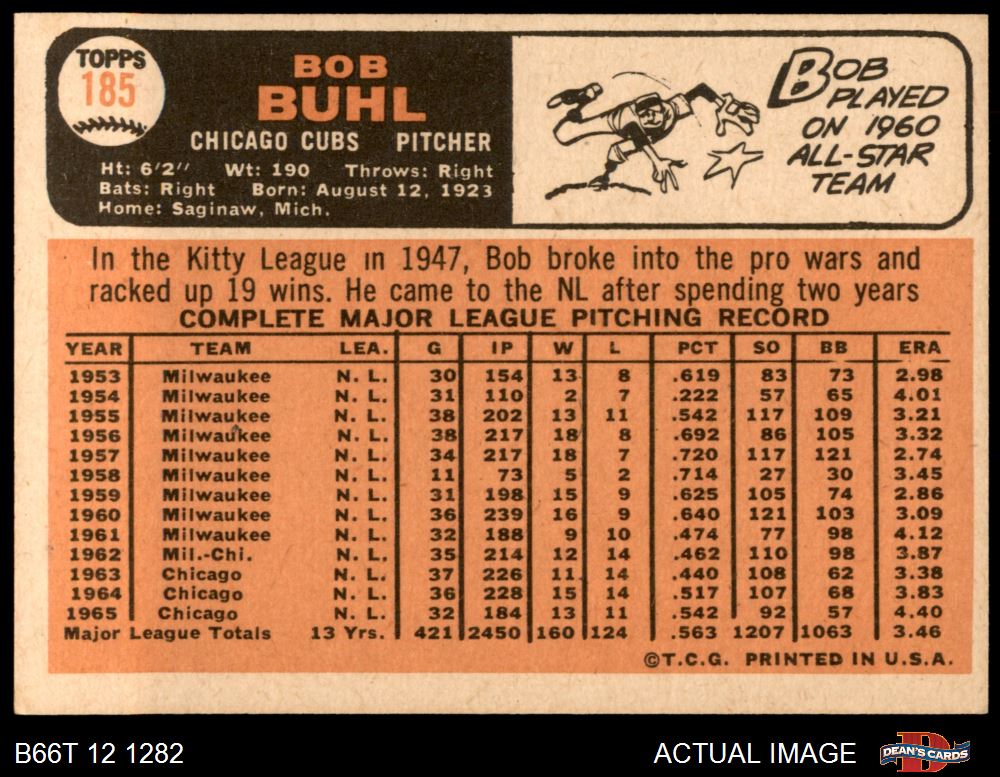 TOPPS
185
BOB
BUHL
CHICAGO CUBS PITCHER
Ht: 6'2" Wt: 190 Throws: Right
Bats: Right Born: August 12, 1923
Home: Saginaw, Mich.
BOB
PLAYED
ON 1960
ALL-STAR
TEAM
In the Kitty League in 1947, Bob broke into the pro wars and
racked up 19 wins. He came to the NL after spending two years
COMPLETE MAJOR LEAGUE PITCHING RECORD
YEAR TEAM LEA. G IP W L PCT SO BB ERA
1953 Milwaukee N. L. 30 154 13 8 .619 83 73 2.98
1954 Milwaukee N. L. 31 110 2 7 .222 57 65 4.01
1955 Milwaukee N. L. 38 202 13 11 .542 117 109 3.21
1956 Milwaukee N. L. 38 217 18 8 .692 86 105 3.32
1957 Milwaukee N. L. 34 217 18 7 .720 117 121 2.74
1958 Milwaukee N. L. 11 73 5 2 .714 27 30 3.45
1959 Milwaukee N. L. 31 198 15 9 .625 105 74 2.86
1960 Milwaukee N. L. 36 239 16 9 .640 121 103 3.09
1961 Milwaukee N. L. 32 188 9 10 .474 77 98 4.12
1962 Mil.-Chi. N. L. 35 214 12 14 .462 110 98 3.87
1963 Chicago N. L. 37 226 11 14 .440 108 62 3.38
1964 Chicago N. L. 36 228 15 14 .517 107 68 3.83
1965 Chicago N. L. 32 184 13 11 .542 92 57 4.40
Major League Totals 13 Yrs. 421 2450 160 124 .563 1207 1063 3.46
©T.C.G. PRINTED IN U.S.A.
B66T 12 1282 ACTUAL IMAGE DEAN'S CARDS